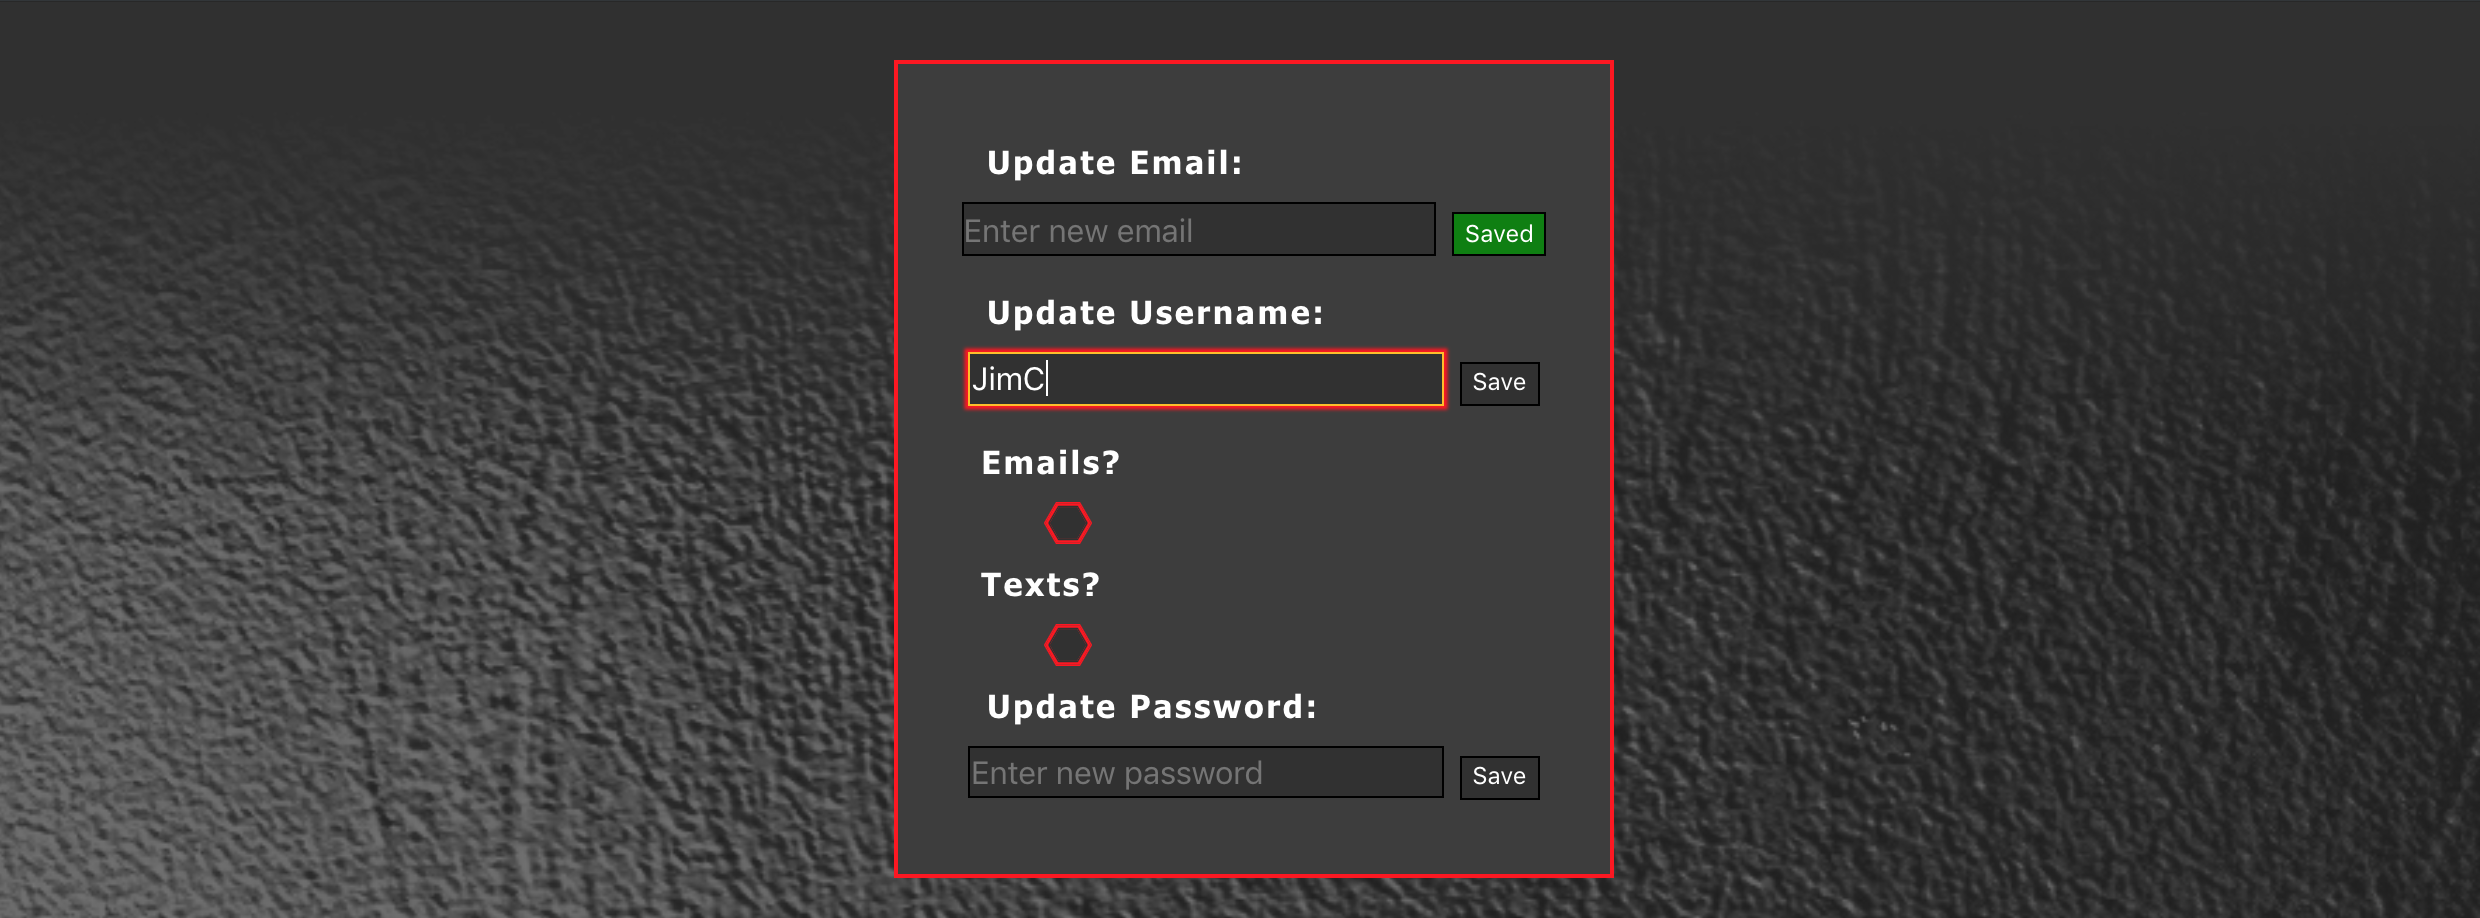 Update Email:
Enter new email Saved
Update Username:
JimC Save
Emails?
Texts?
Update Password:
Enter new password Save